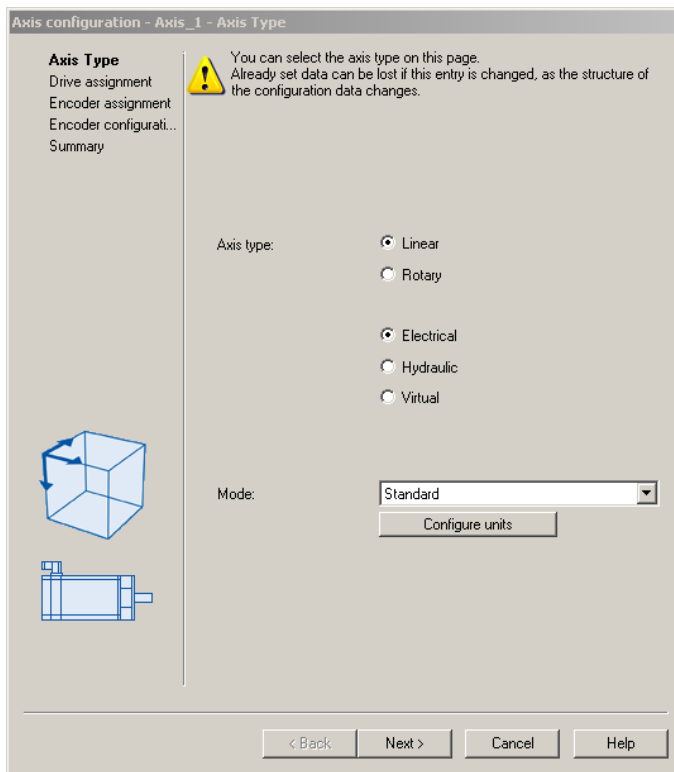 Axis configuration - Axis_1 - Axis Type
Axis Type
Drive assignment
Encoder assignment
Encoder configurati...
Summary
You can select the axis type on this page.
Already set data can be lost if this entry is changed, as the structure of
the configuration data changes.
Axis type:
Linear
Rotary
Electrical
Hydraulic
Virtual
Mode:
Standard
Configure units
< Back
Next >
Cancel
Help